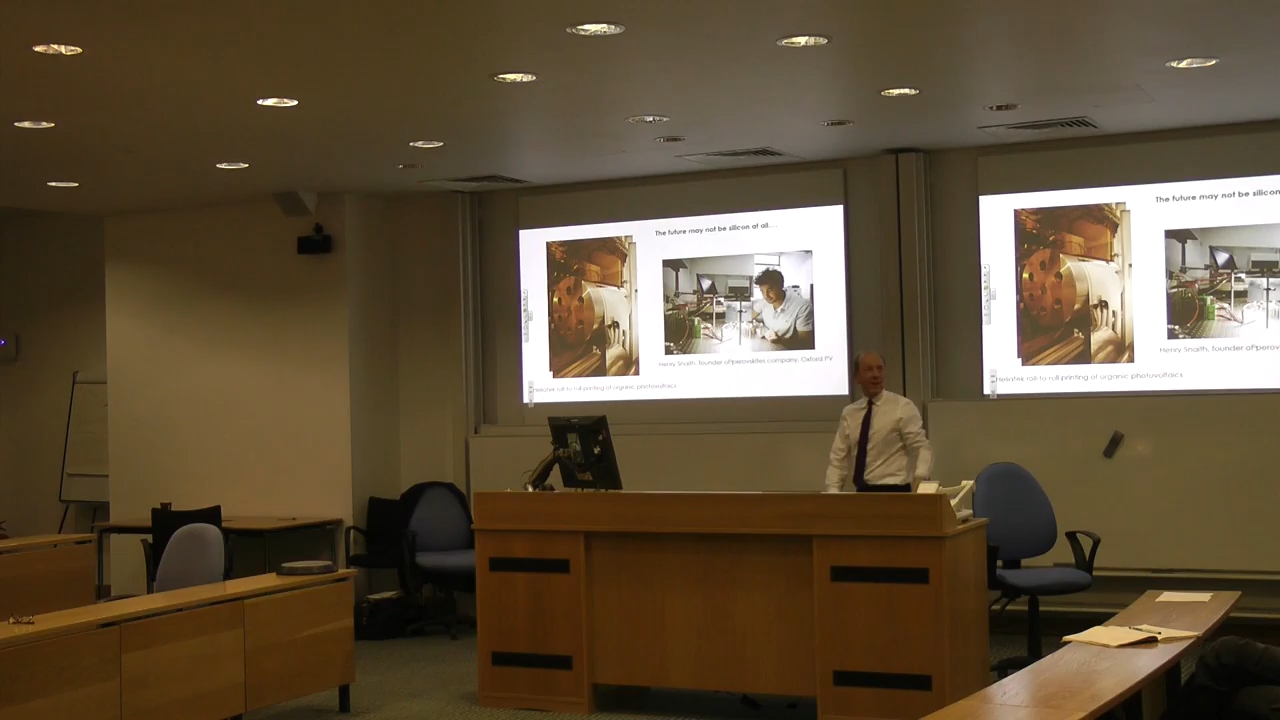 The future may not be silicon at all....
Henry Snaith, founder of perovskites company, Oxford PV
Heliatek roll to roll printing of organic photovoltaics
The future may not be silicon
Henry Snaith, founder of perov
Heliatek roll to roll printing of organic photovoltaics